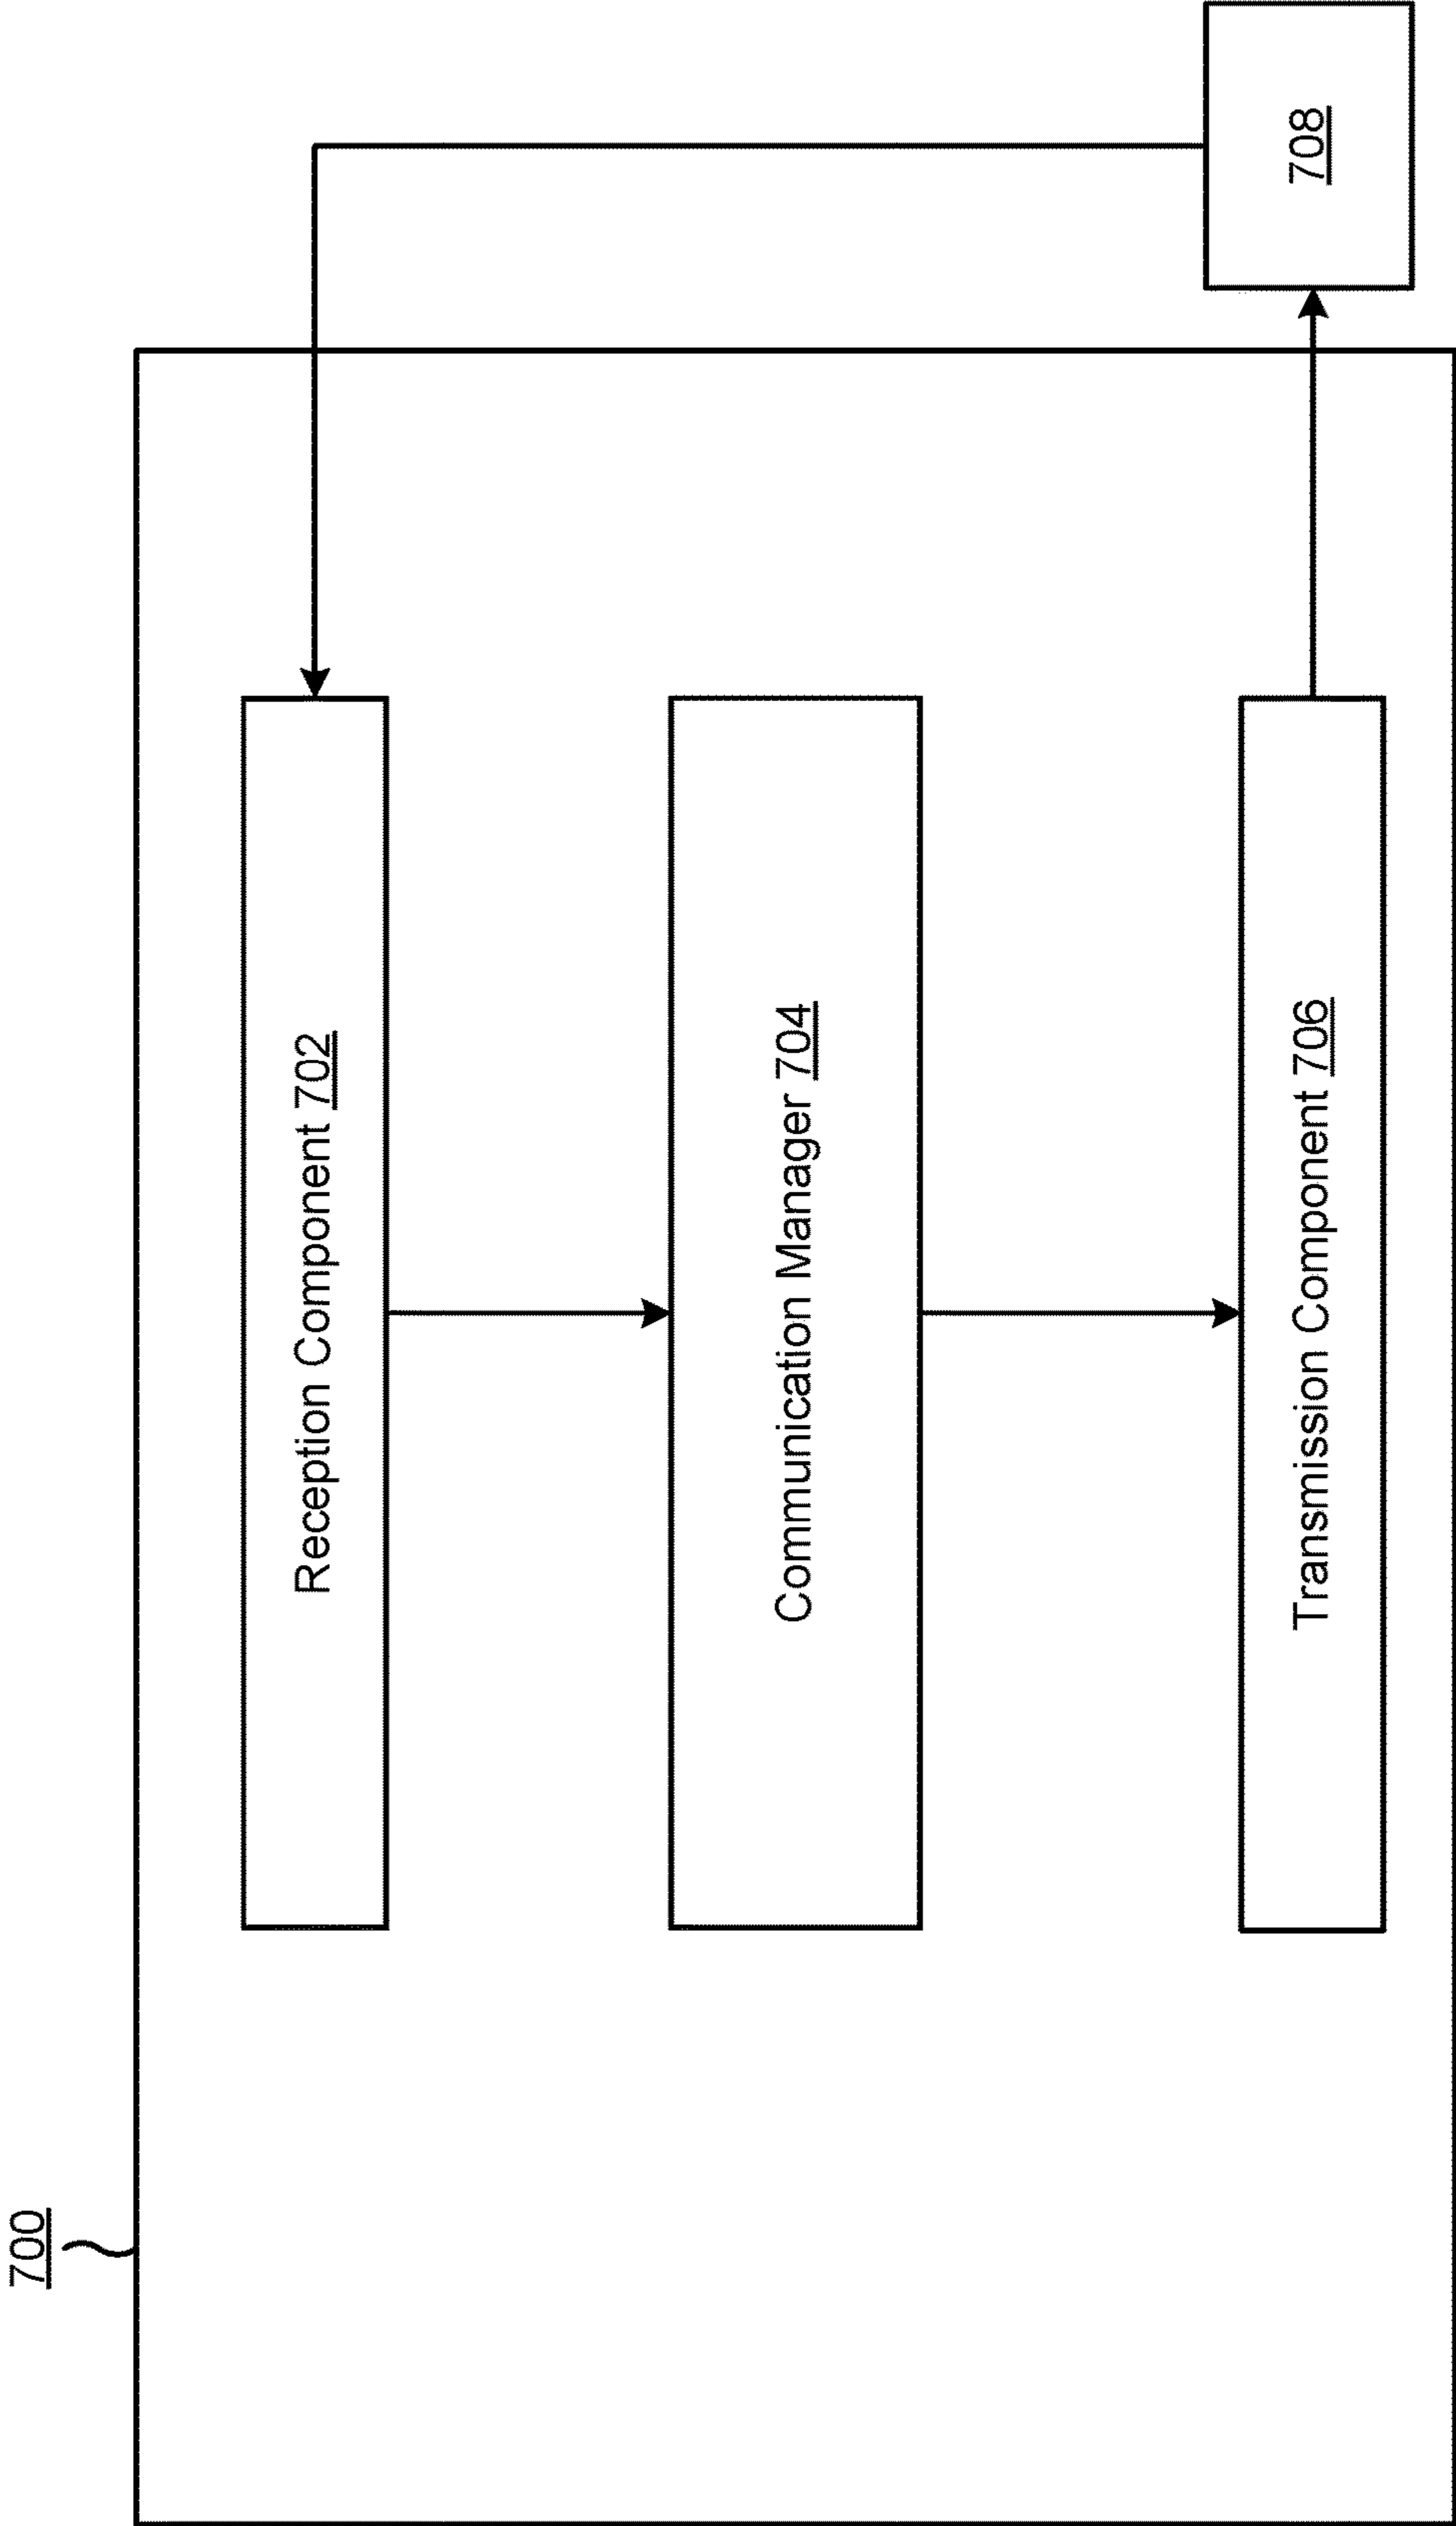 700
Reception Component 702
Communication Manager 704
Transmission Component 706
708